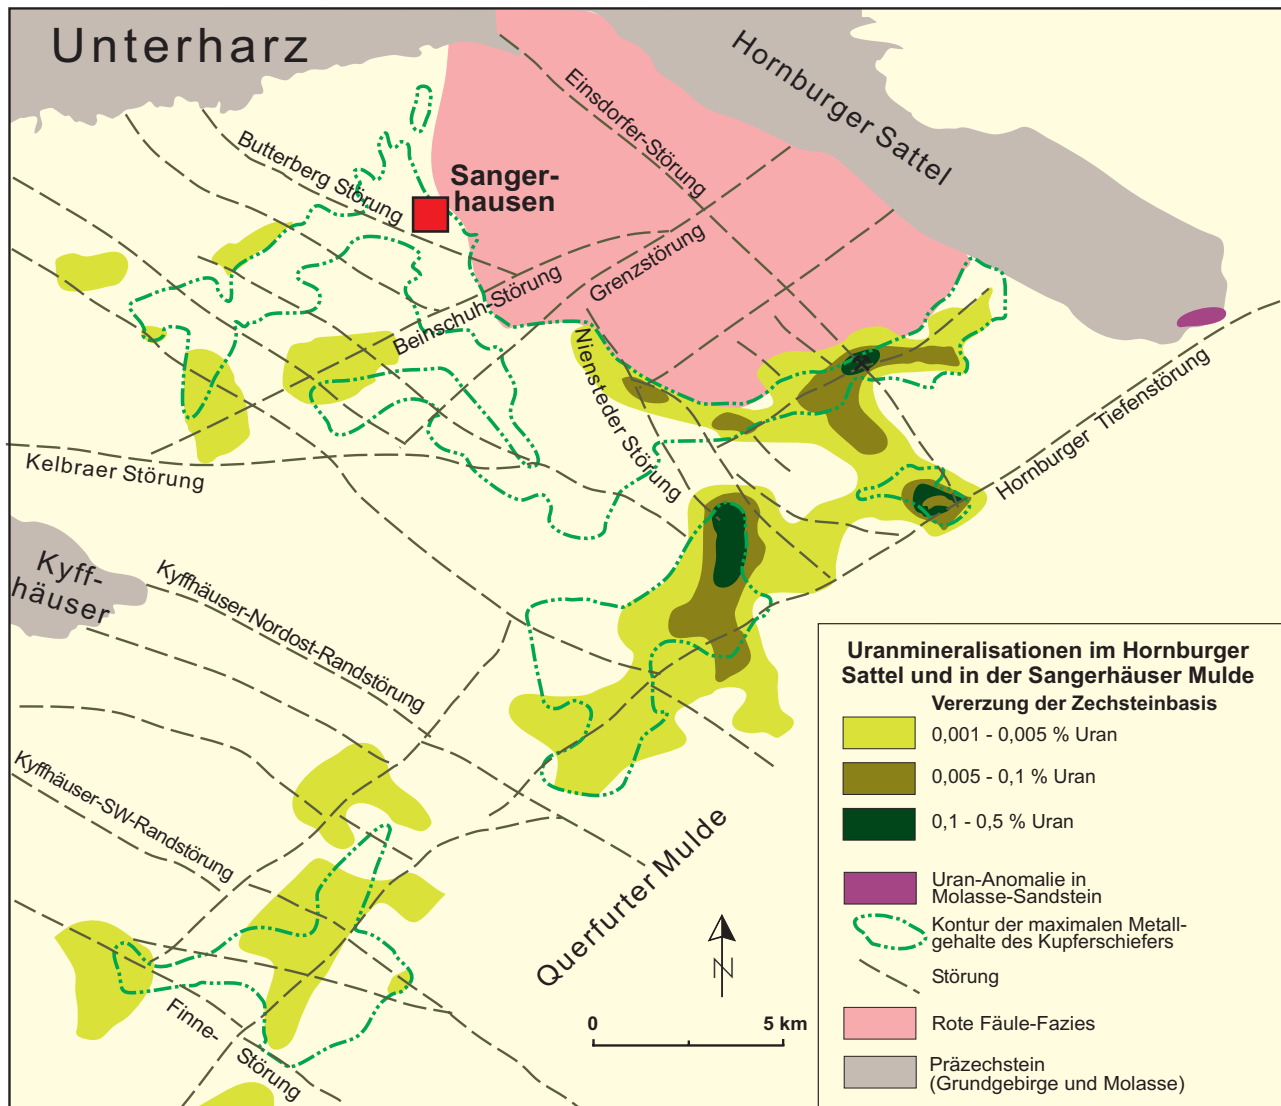 Unterharz
Hornburger Sattel
Einsdorfer-Störung
Butterberg Störung
Sanger-
hausen
Grenzstörung
Beinschuh-Störung
Nienstedter Störung
Hornburger Tiefenstörung
Kelbraer Störung
Kyff-
häuser
Kyffhäuser-Nordost-Randstörung
Kyffhäuser-SW-Randstörung
Querfurter Mulde
Finne- Störung
N
0 5 km
Uranmineralisationen im Hornburger
Sattel und in der Sangerhäuser Mulde
Vererzung der Zechsteinbasis
0,001 - 0,005 % Uran
0,005 - 0,1 % Uran
0,1 - 0,5 % Uran
Uran-Anomalie in
Molasse-Sandstein
Kontur der maximalen Metall-
gehalte des Kupferschiefers
Störung
Rote Fäule-Fazies
Präzechstein
(Grundgebirge und Molasse)